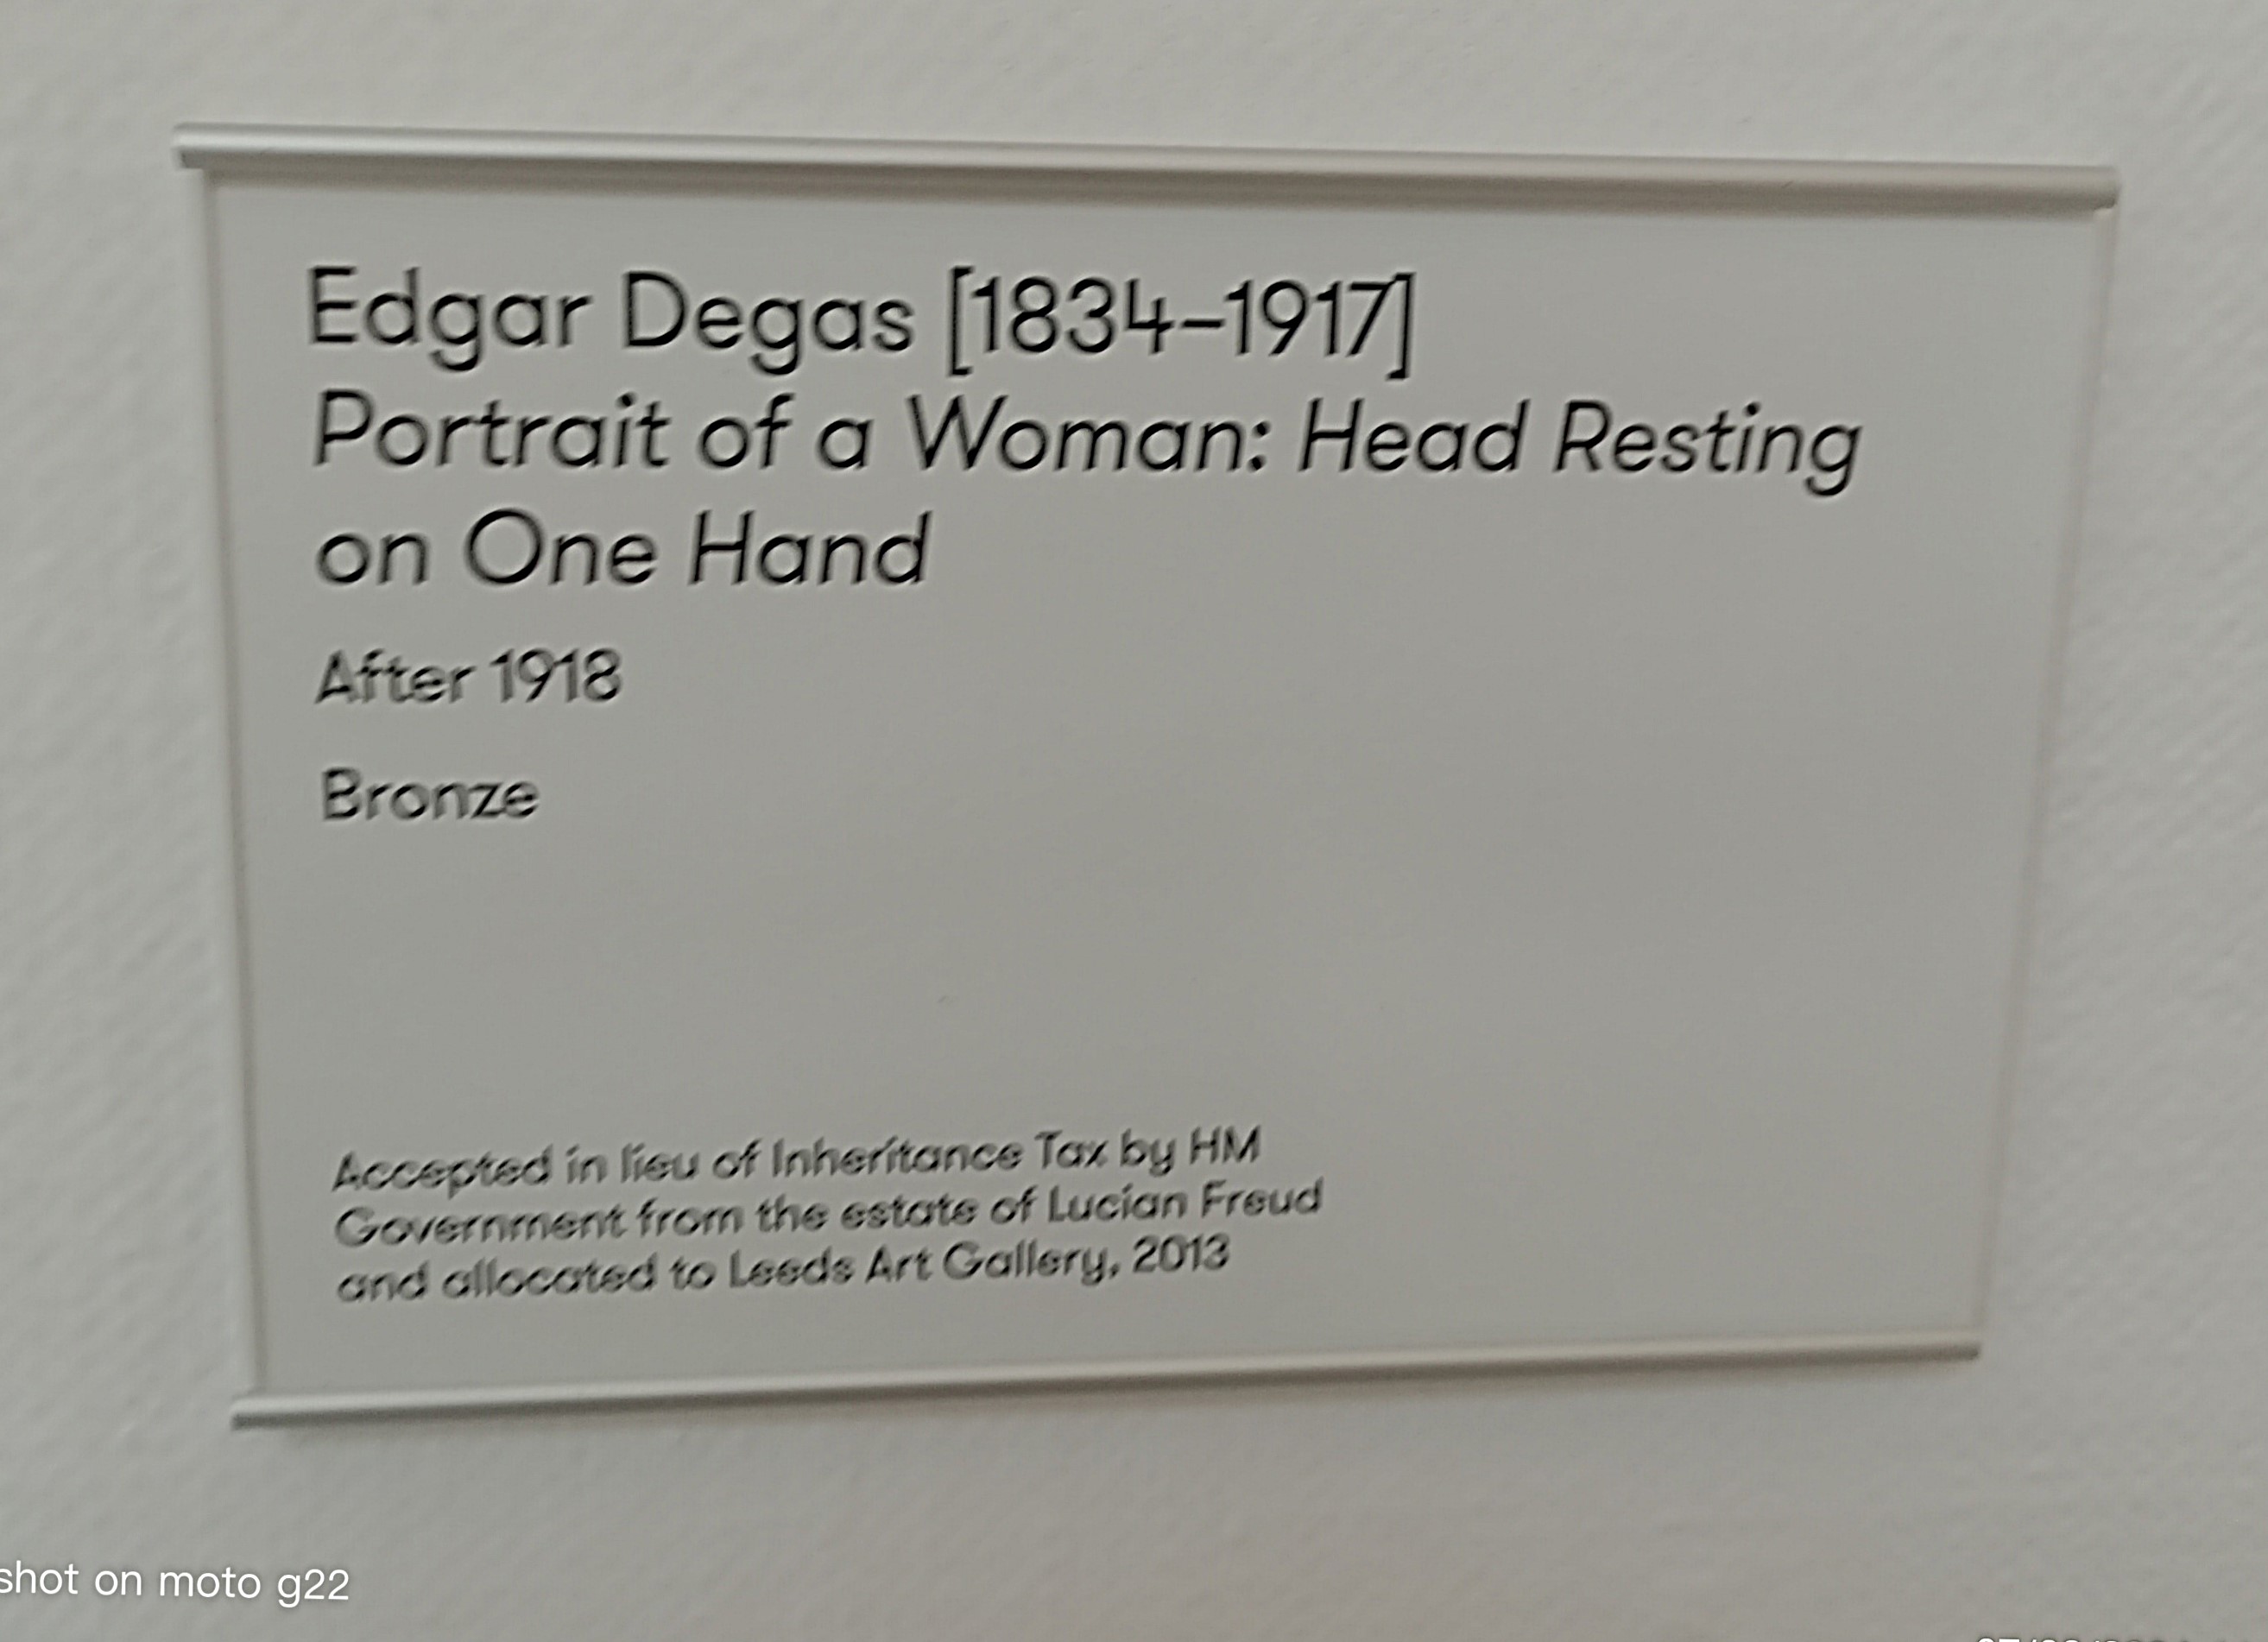 Edgar Degas [1834–1917]
Portrait of a Woman: Head Resting
on One Hand
After 1918
Bronze
Accepted in lieu of Inheritance Tax by HM
Government from the estate of Lucian Freud
and allocated to Leeds Art Gallery, 2013
shot on moto g22